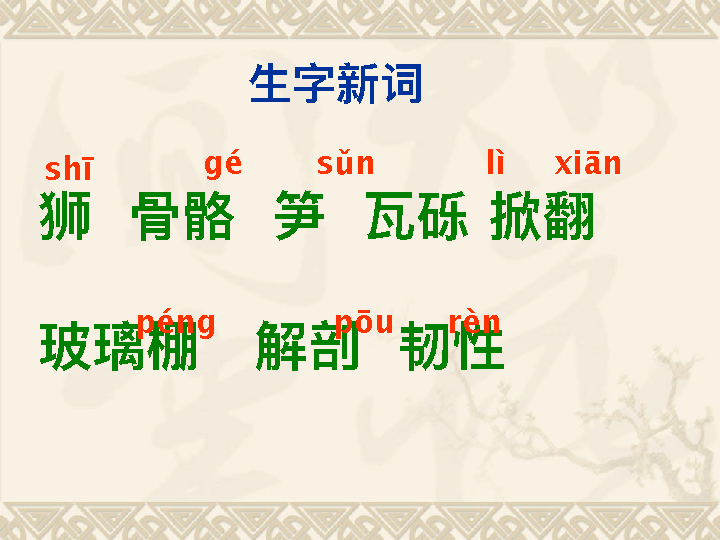 生字新词
shī gé sǔn lì xiān
狮 骨骼 笋 瓦砾 掀翻
péng pōu rèn
玻璃棚 解剖 韧性